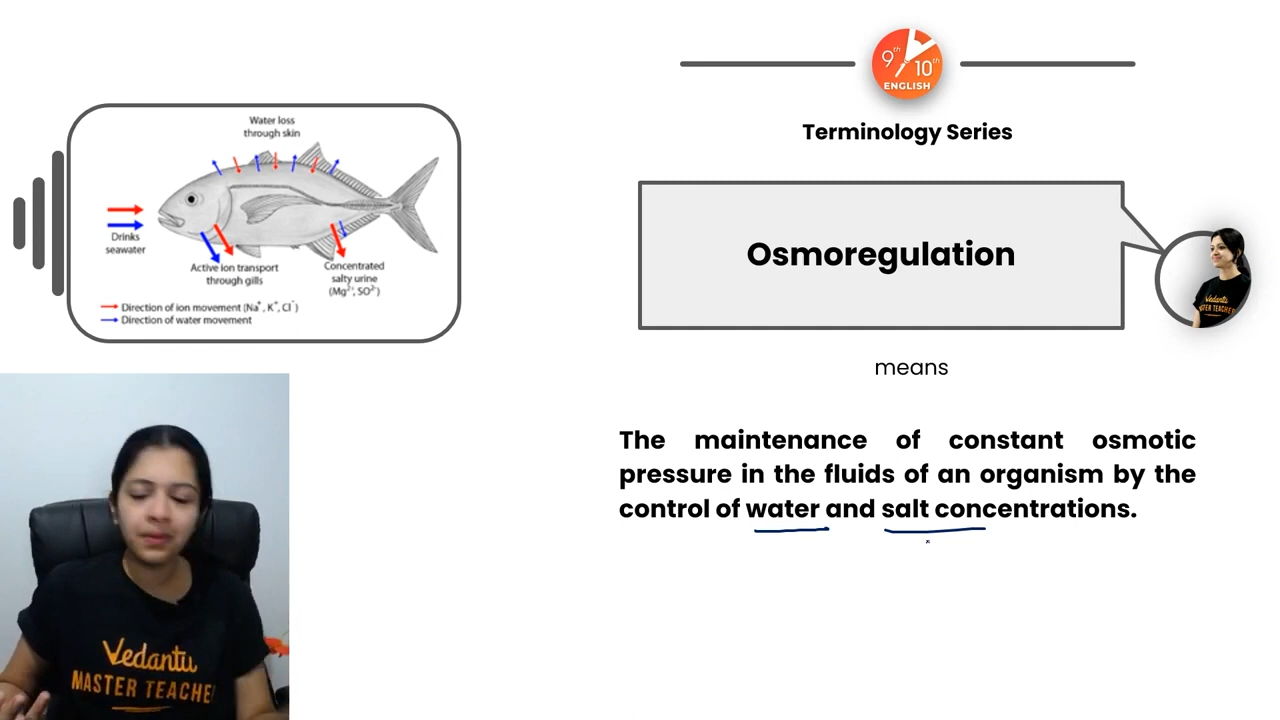 9th 10th
ENGLISH
Terminology Series
Water loss
through skin
Drinks
seawater
Active ion transport
through gills
Concentrated
salty urine
(Mg2+, SO2-)
Direction of ion movement (Na+, K+, Cl-)
Direction of water movement
Osmoregulation
Vedantu
MASTER TEACHER
means
The maintenance of constant osmotic
pressure in the fluids of an organism by the
control of water and salt concentrations.
Vedantu
MASTER TEACHE